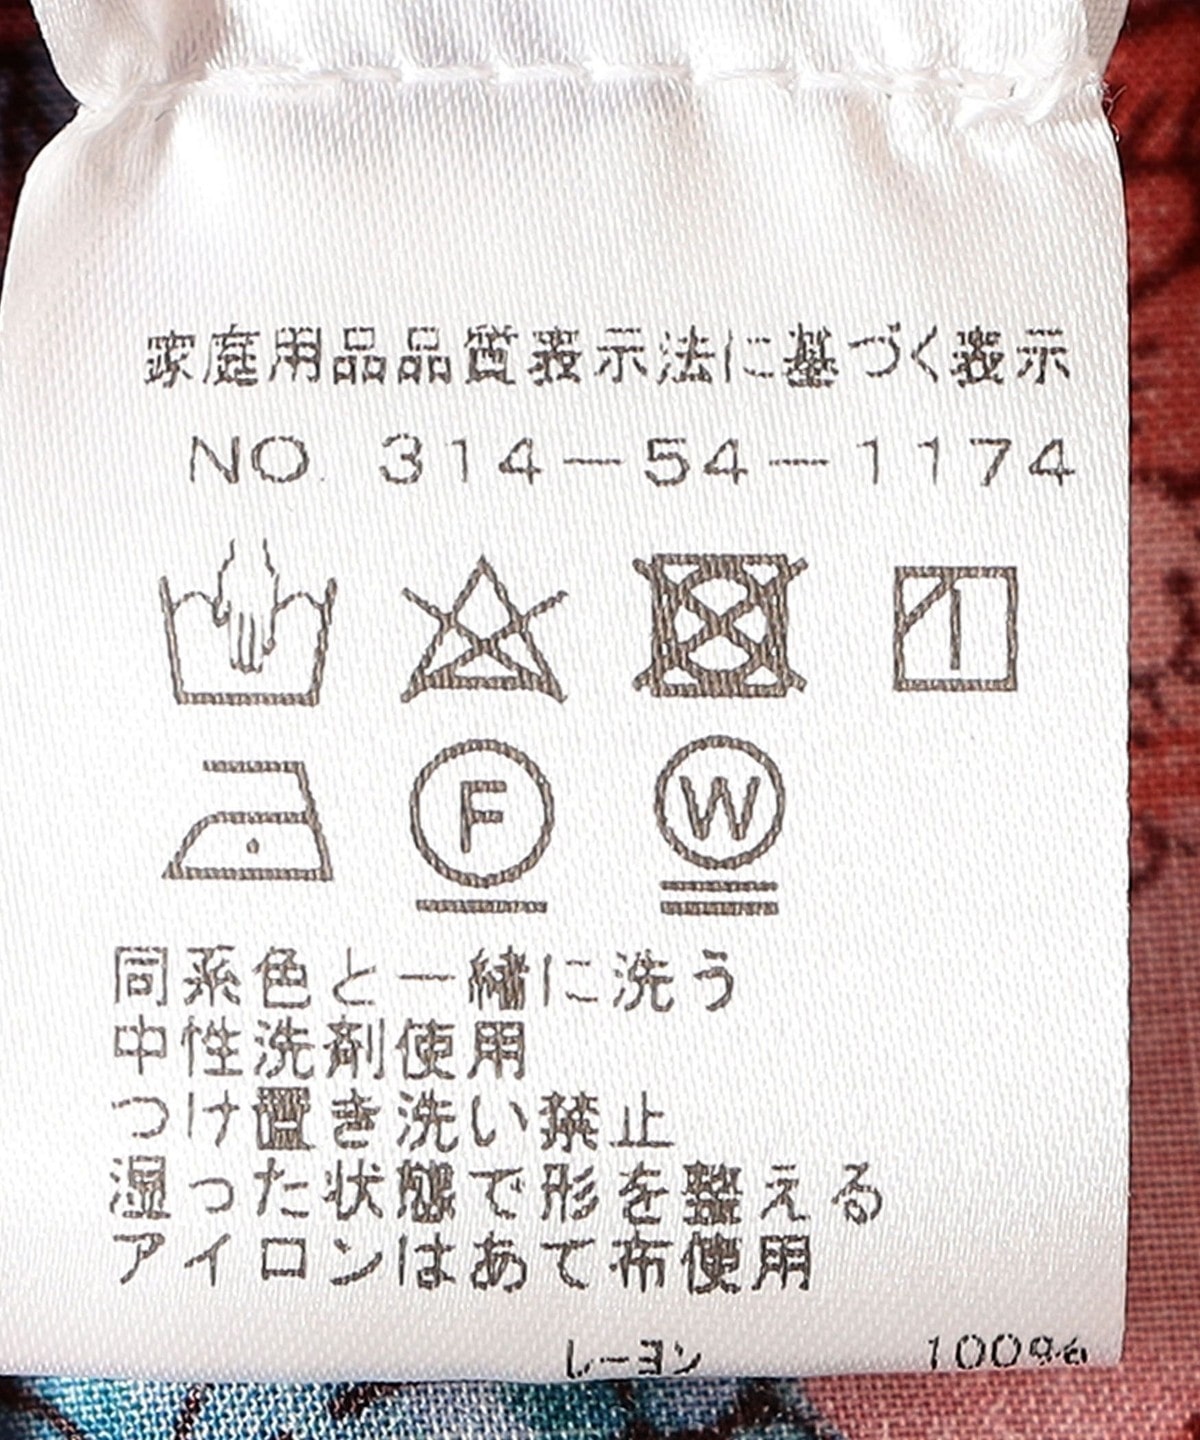 家庭用品品質表示法に基づく表示
NO. 314-54-1174
F W
同系色と一緒に洗う
中性洗剤使用
つけ置き洗い禁止
湿った状態で形を整える
アイロンはあて布使用
レーヨン 100%